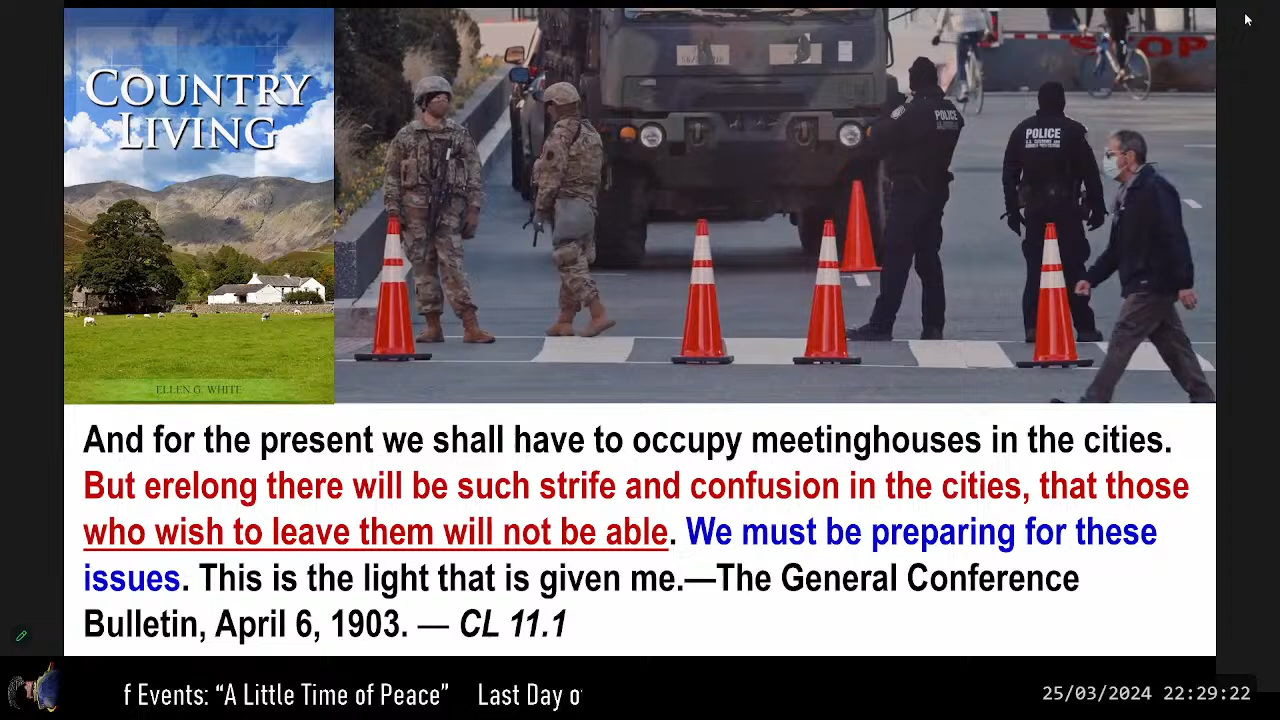 COUNTRY
LIVING
ELLEN G. WHITE
POLICE
POLICE
And for the present we shall have to occupy meetinghouses in the cities.
But erelong there will be such strife and confusion in the cities, that those
who wish to leave them will not be able. We must be preparing for these
issues. This is the light that is given me.—The General Conference
Bulletin, April 6, 1903. — CL 11.1
f Events: “A Little Time of Peace” Last Day o
25/03/2024 22:29:22